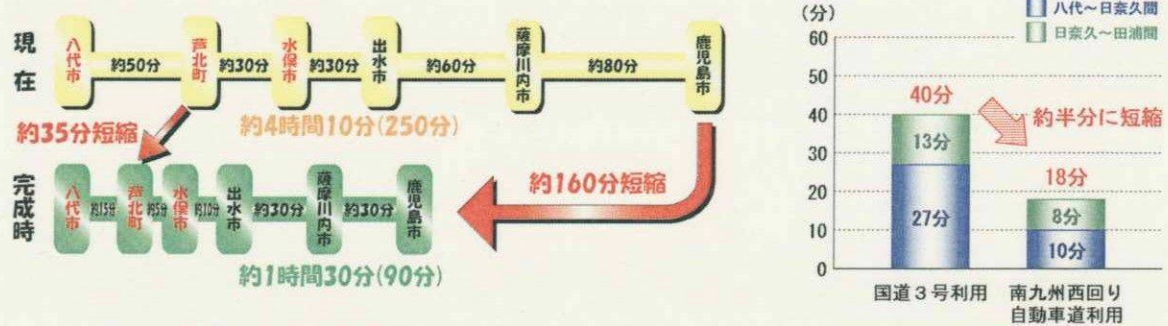 現在
八代市
約50分
芦北町
約30分
水俣市
約30分
出水市
約60分
薩摩川内市
約80分
鹿児島市
約35分短縮
約4時間10分(250分)
完成時
八代市
約15分
芦北町
約5分
水俣市
約10分
出水市
約30分
薩摩川内市
約30分
鹿児島市
約160分短縮
約1時間30分(90分)
(分)
八代～日奈久間
日奈久～田浦間
60
50
40
30
20
10
0
40分
13分
27分
約半分に短縮
18分
8分
10分
国道3号利用
南九州西回り
自動車道利用